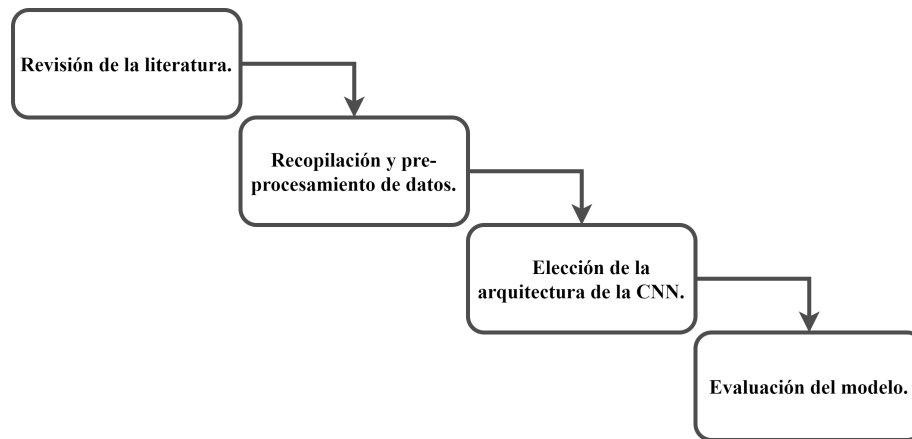 Revisión de la literatura.
Recopilación y pre-
procesamiento de datos.
Elección de la
arquitectura de la CNN.
Evaluación del modelo.